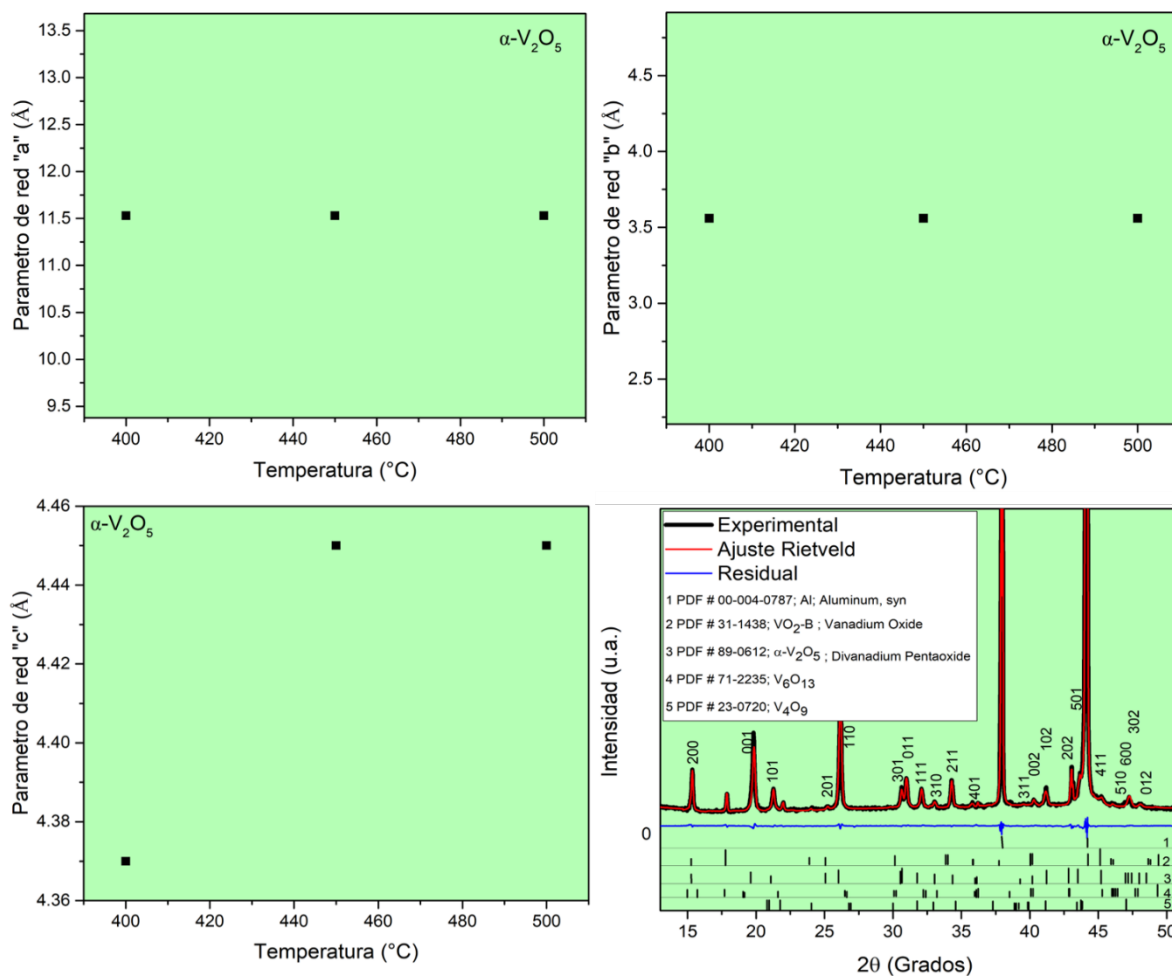 α-V2O5
Parametro de red "a" (Å)
13.5
13.0
12.5
12.0
11.5
11.0
10.5
10.0
9.5
400 420 440 460 480 500
Temperatura (°C)
α-V2O5
Parametro de red "b" (Å)
4.5
4.0
3.5
3.0
2.5
400 420 440 460 480 500
Temperatura (°C)
α-V2O5
Parametro de red "c" (Å)
4.46
4.44
4.42
4.40
4.38
4.36
400 420 440 460 480 500
Temperatura (°C)
Experimental
Ajuste Rietveld
Residual
1 PDF # 00-004-0787; Al; Aluminum, syn
2 PDF # 31-1438; VO2-B ; Vanadium Oxide
3 PDF # 89-0612; α-V2O5 ; Divanadium Pentaoxide
4 PDF # 71-2235; V6O13
5 PDF # 23-0720; V4O9
Intensidad (u.a.)
0
200
001
101
201
110
301
011
111
310
211
401
311
002
102
202
501
411
510
600
302
012
1
2
3
4
5
15 20 25 30 35 40 45 50
2θ (Grados)